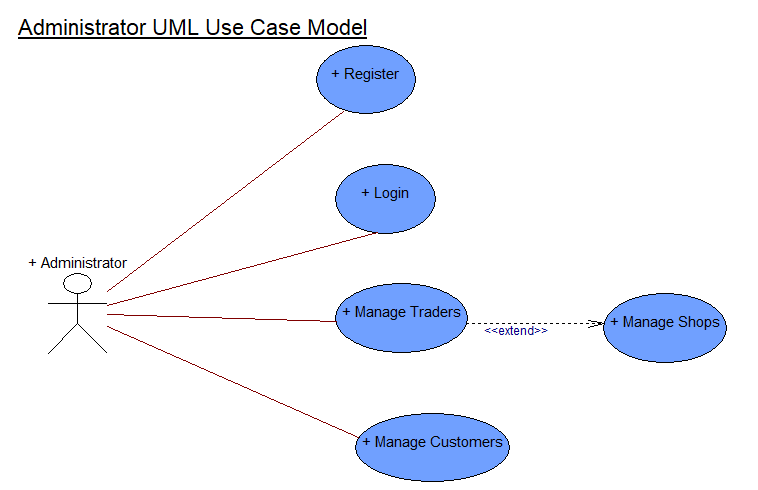 Administrator UML Use Case Model
+ Register
+ Login
+ Administrator
+ Manage Traders
<<extend>>
+ Manage Shops
+ Manage Customers